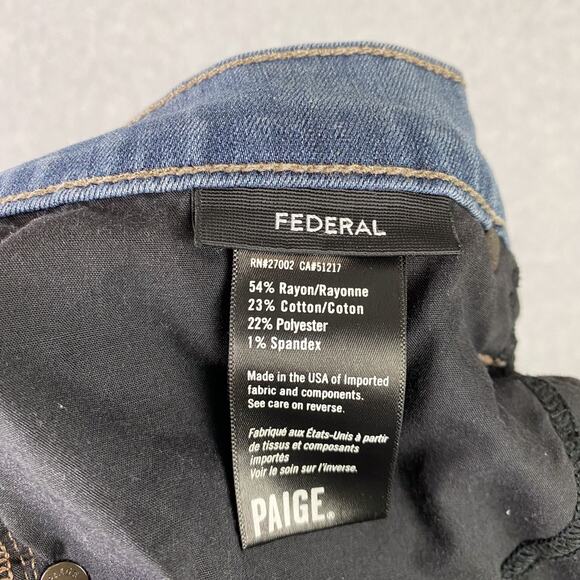 FEDERAL
RN#27002 CA#51217
54% Rayon/Rayonne
23% Cotton/Coton
22% Polyester
1% Spandex
Made in the USA of Imported
fabric and components.
See care on reverse.
Fabriqué aux États-Unis à partir
de tissus et composants
importés
Voir le soin sur l'inverse.
PAIGE.